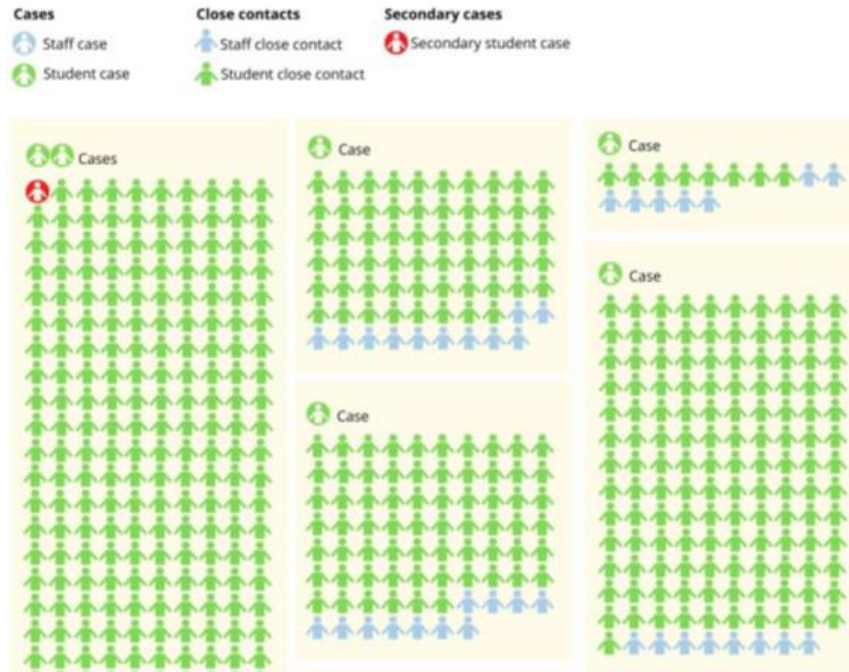 Cases Close contacts Secondary cases
Staff case Staff close contact Secondary student case
Student case Student close contact
Cases
Case
Case
Case
Case